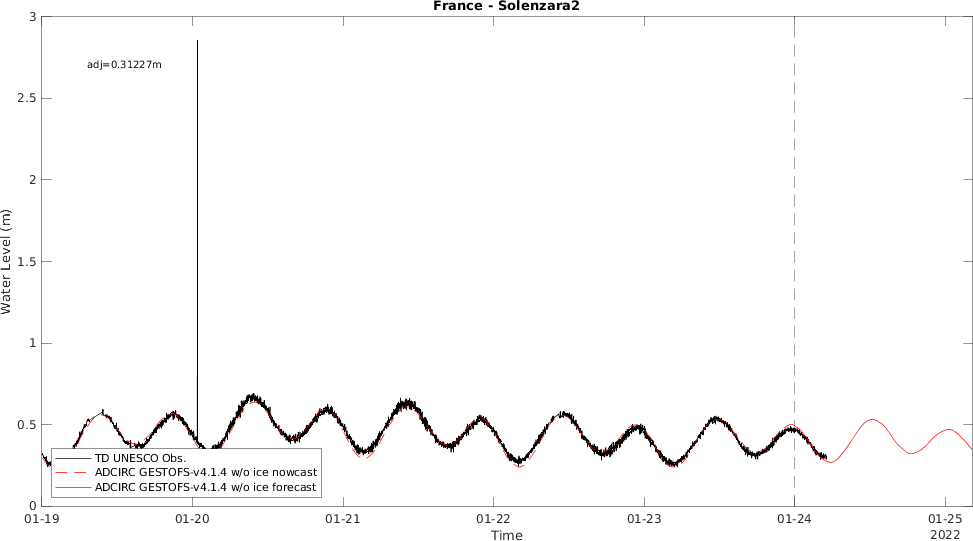 France - Solenzara2
3
adj=0.31227m
2.5
2
1.5
1
0.5
0
Water Level (m)
TD UNESCO Obs.
ADCIRC GESTOFS-v4.1.4 w/o ice nowcast
ADCIRC GESTOFS-v4.1.4 w/o ice forecast
01-19 01-20 01-21 01-22 01-23 01-24 01-25
Time
2022